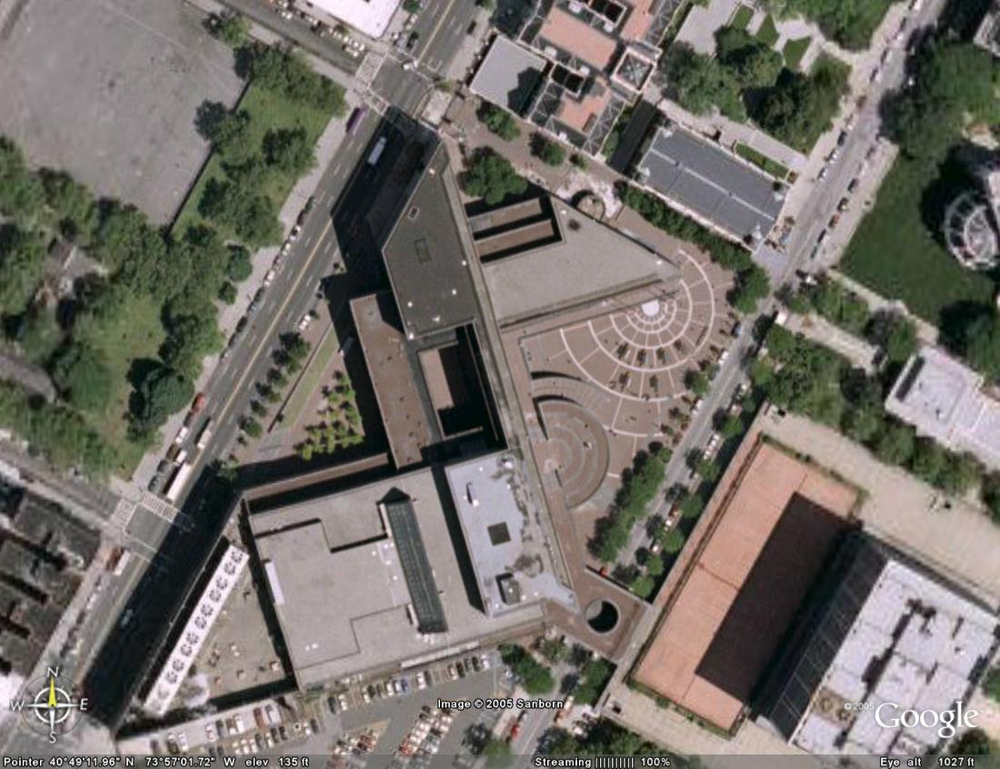 N
W E
S
Image © 2005 Sanborn
©2005 Google
Pointer 40°49'11.96" N 73°57'01.72" W elev 135 ft Streaming |||||||||| 100% Eye alt 1027 ft